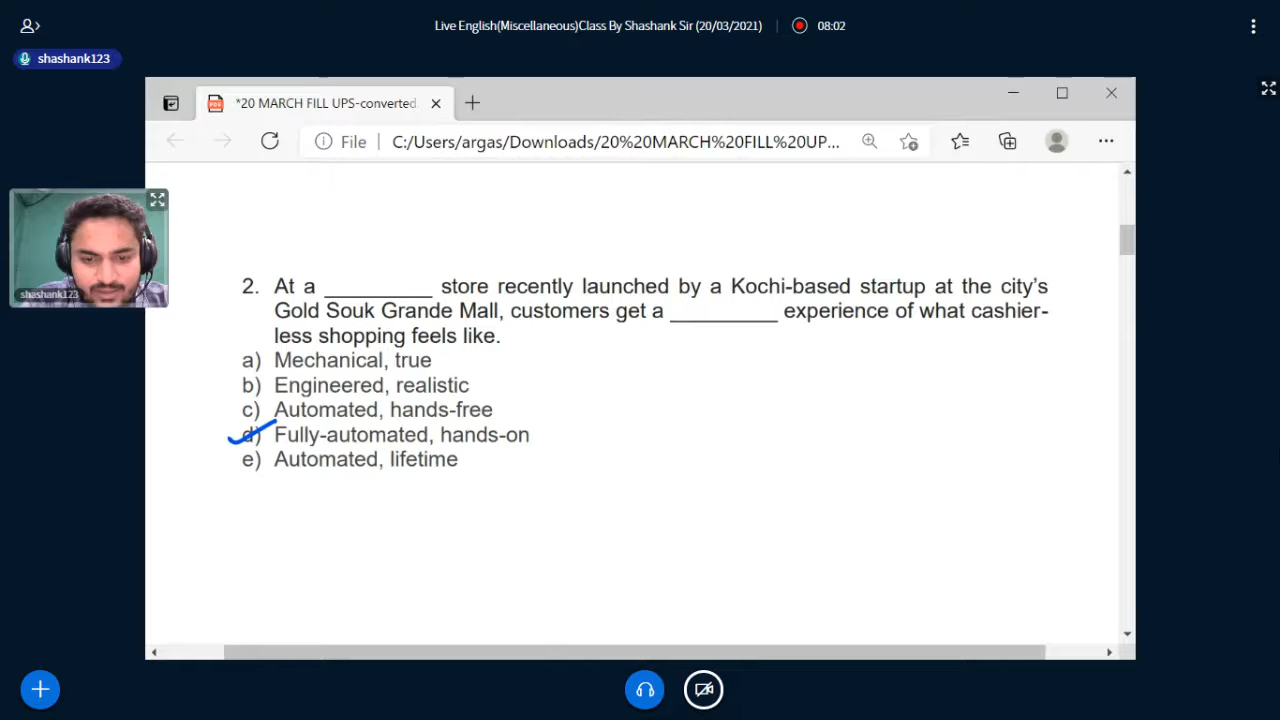 Live English(Miscellaneous)Class By Shashank Sir (20/03/2021) 08:02
shashank123
*20 MARCH FILL UPS-converted.
File C:/Users/argas/Downloads/20%20MARCH%20FILL%20UP...
shashank123
2. At a _________ store recently launched by a Kochi-based startup at the city's
Gold Souk Grande Mall, customers get a _________ experience of what cashier-
less shopping feels like.
a) Mechanical, true
b) Engineered, realistic
c) Automated, hands-free
d) Fully-automated, hands-on
e) Automated, lifetime